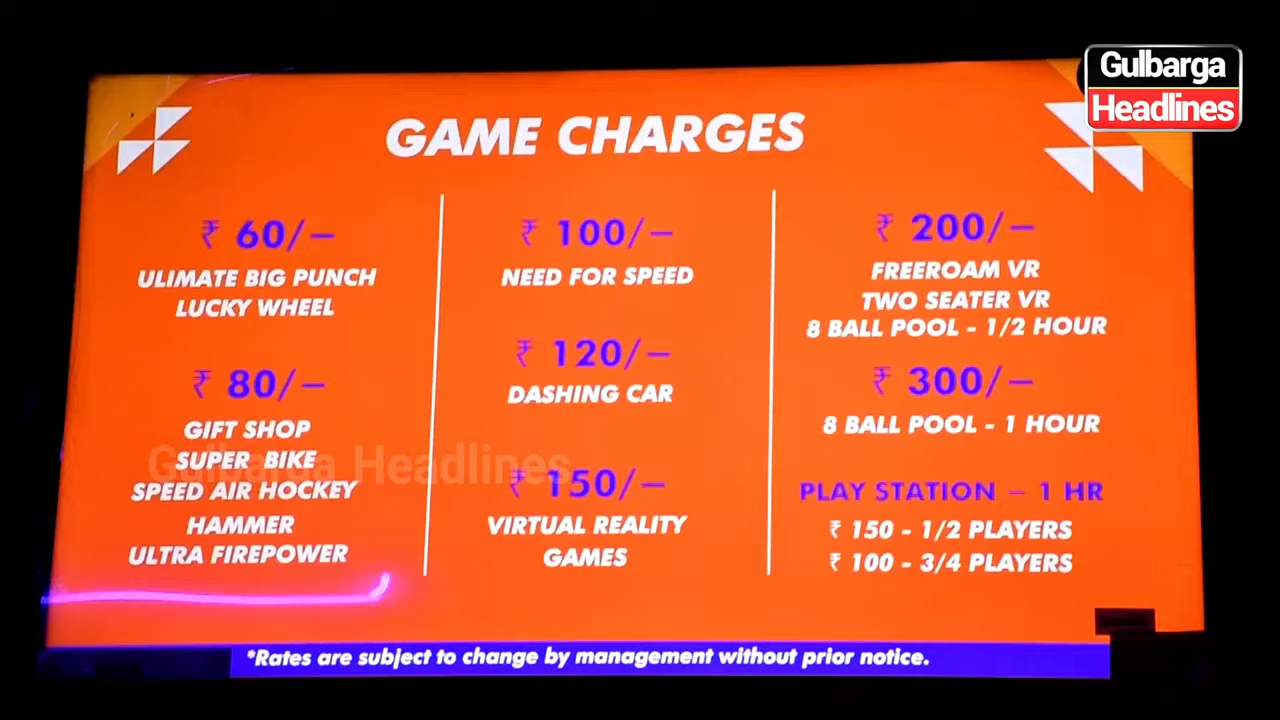 Gulbarga
Headlines
GAME CHARGES
₹ 60/–
ULIMATE BIG PUNCH
LUCKY WHEEL
₹ 80/–
GIFT SHOP
SUPER BIKE
SPEED AIR HOCKEY
HAMMER
ULTRA FIREPOWER
₹ 100/–
NEED FOR SPEED
₹ 120/–
DASHING CAR
₹ 150/–
VIRTUAL REALITY
GAMES
₹ 200/–
FREEROAM VR
TWO SEATER VR
8 BALL POOL - 1/2 HOUR
₹ 300/–
8 BALL POOL - 1 HOUR
PLAY STATION – 1 HR
₹ 150 - 1/2 PLAYERS
₹ 100 - 3/4 PLAYERS
Gulbarga Headlines
*Rates are subject to change by management without prior notice.